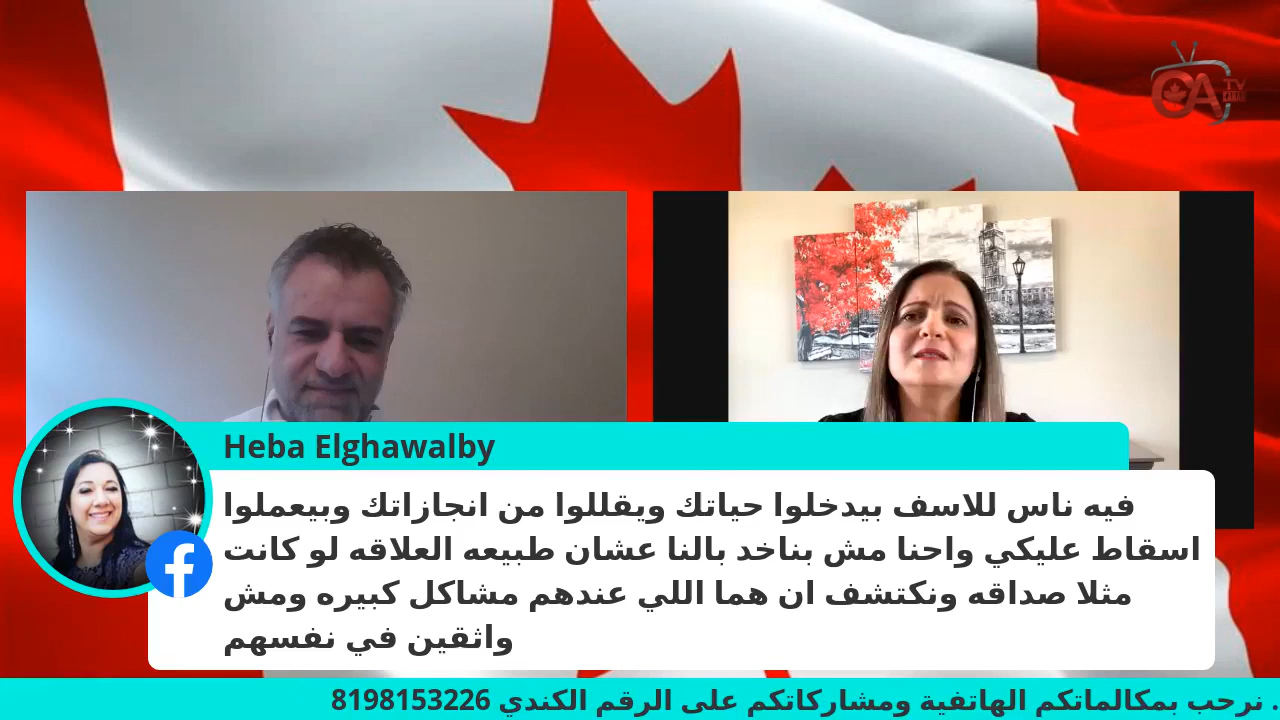 CA TV
Heba Elghawalby
فيه ناس للاسف بيدخلوا حياتك ويقللوا من انجازاتك وبيعملوا
اسقاط عليكي واحنا مش بناخد بالنا عشان طبيعه العلاقه لو كانت
مثلا صداقه ونكتشف ان هما اللي عندهم مشاكل كبيره ومش
واثقين في نفسهم
. نرحب بمكالماتكم الهاتفية ومشاركاتكم على الرقم الكندي 8198153226